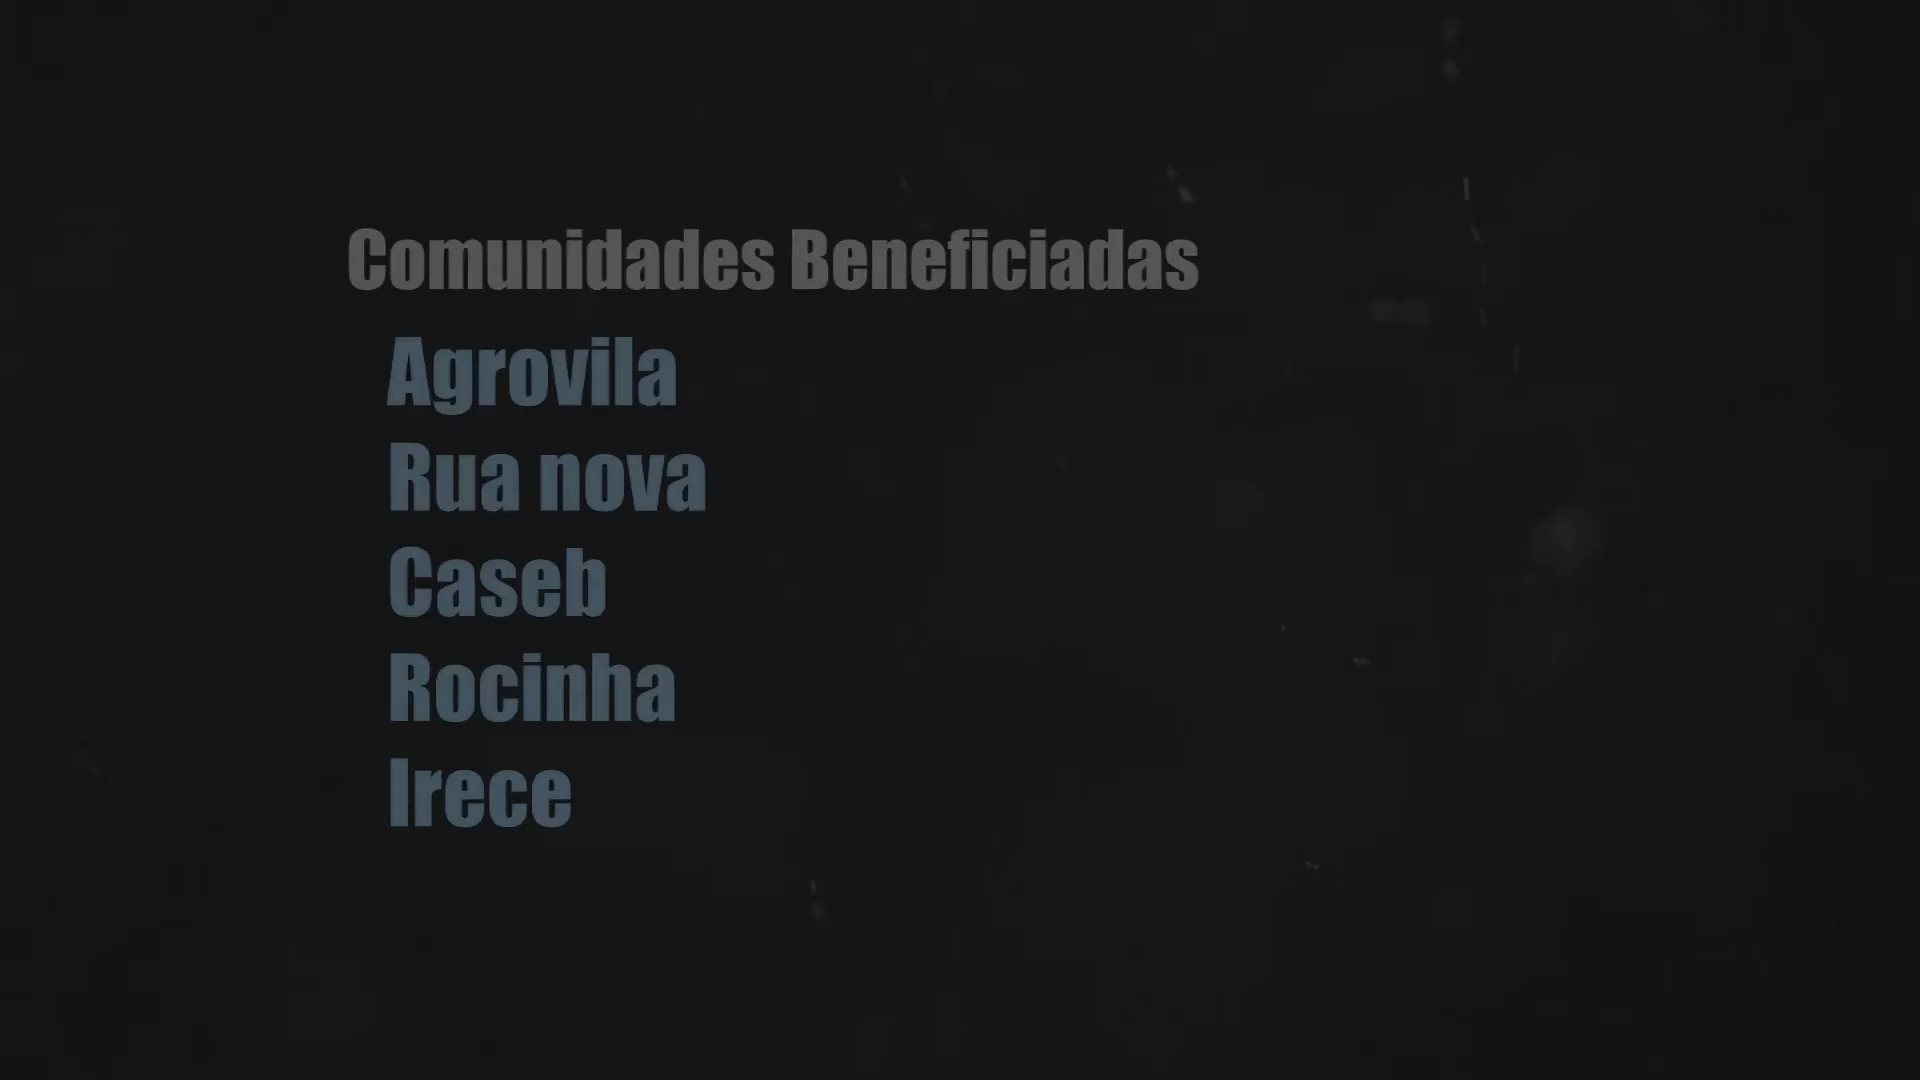 Comunidades Beneficiadas
Agrovila
Rua nova
Caseb
Rocinha
Irece